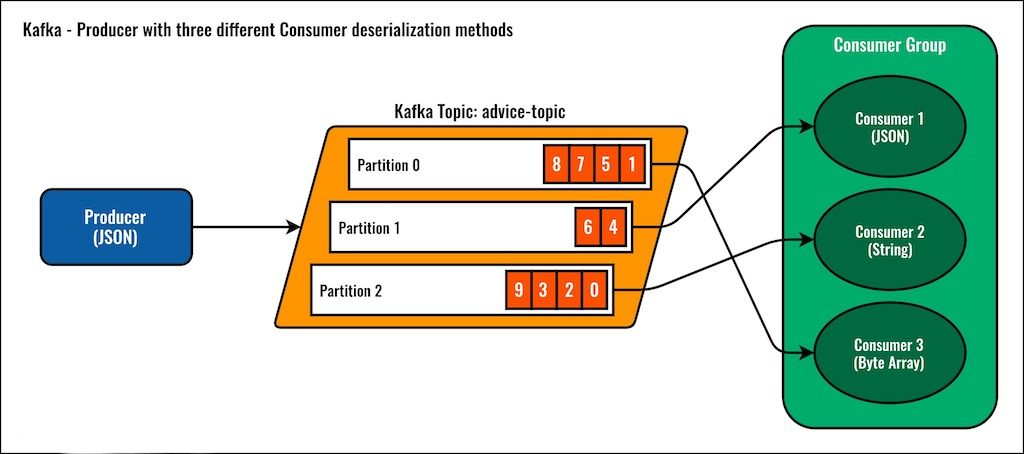 Kafka - Producer with three different Consumer deserialization methods
Consumer Group
Kafka Topic: advice-topic
Producer
(JSON)
Partition 0
8 7 5 1
Partition 1
6 4
Partition 2
9 3 2 0
Consumer 1
(JSON)
Consumer 2
(String)
Consumer 3
(Byte Array)